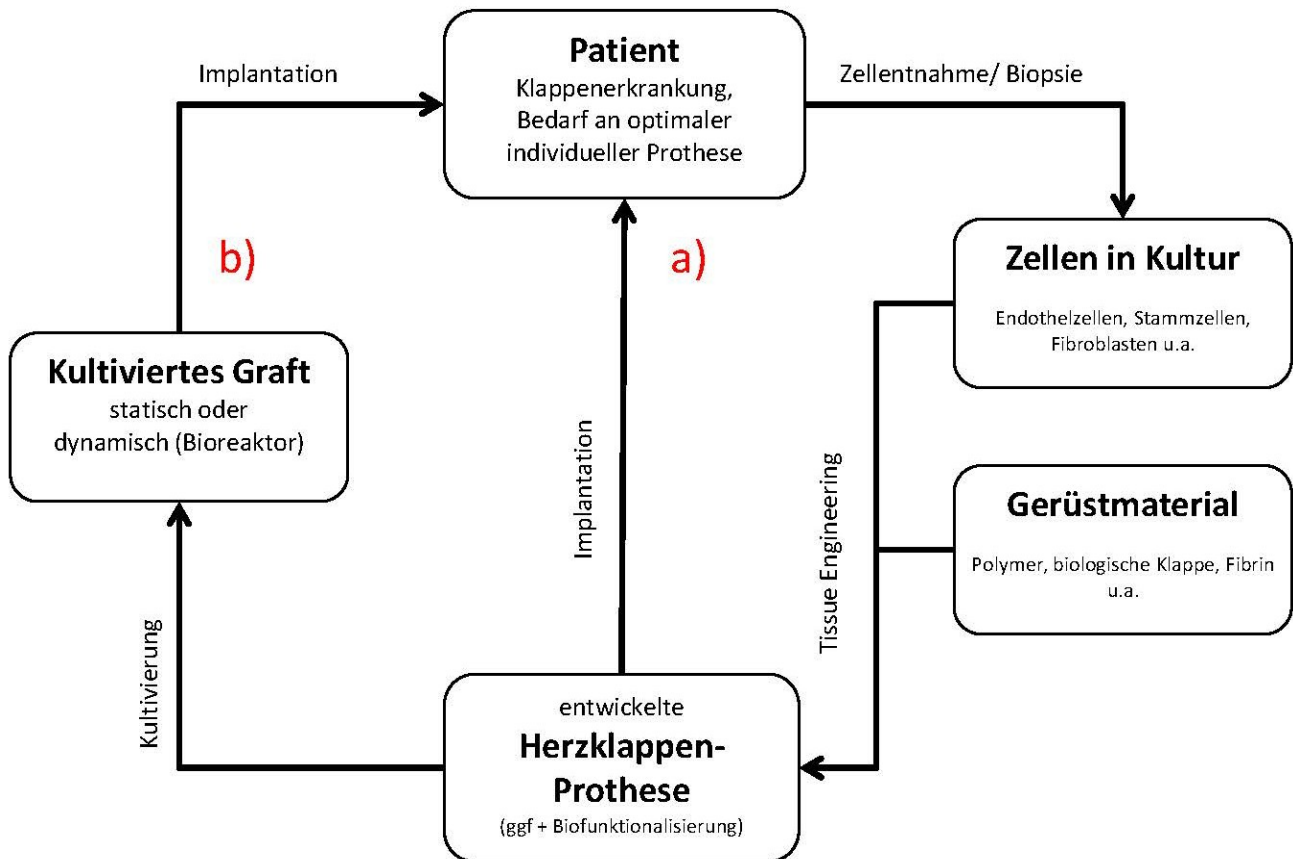 Patient
Klappenerkrankung,
Bedarf an optimaler
individueller Prothese
Implantation
Zellentnahme/ Biopsie
b)
a)
Zellen in Kultur
Endothelzellen, Stammzellen,
Fibroblasten u.a.
Kultiviertes Graft
statisch oder
dynamisch (Bioreaktor)
Implantation
Tissue Engineering
Gerüstmaterial
Polymer, biologische Klappe, Fibrin
u.a.
Kultivierung
entwickelte
Herzklappen-
Prothese
(ggf + Biofunktionalisierung)